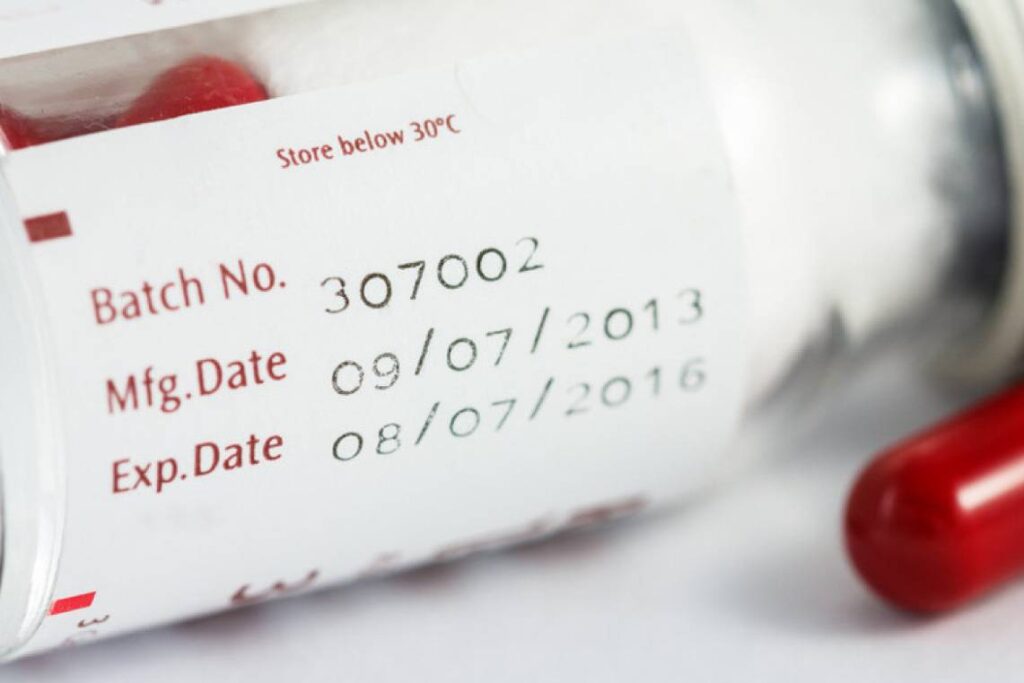 Store below 30°C
Batch No. 307002
Mfg.Date 09/07/2013
Exp.Date 08/07/2016